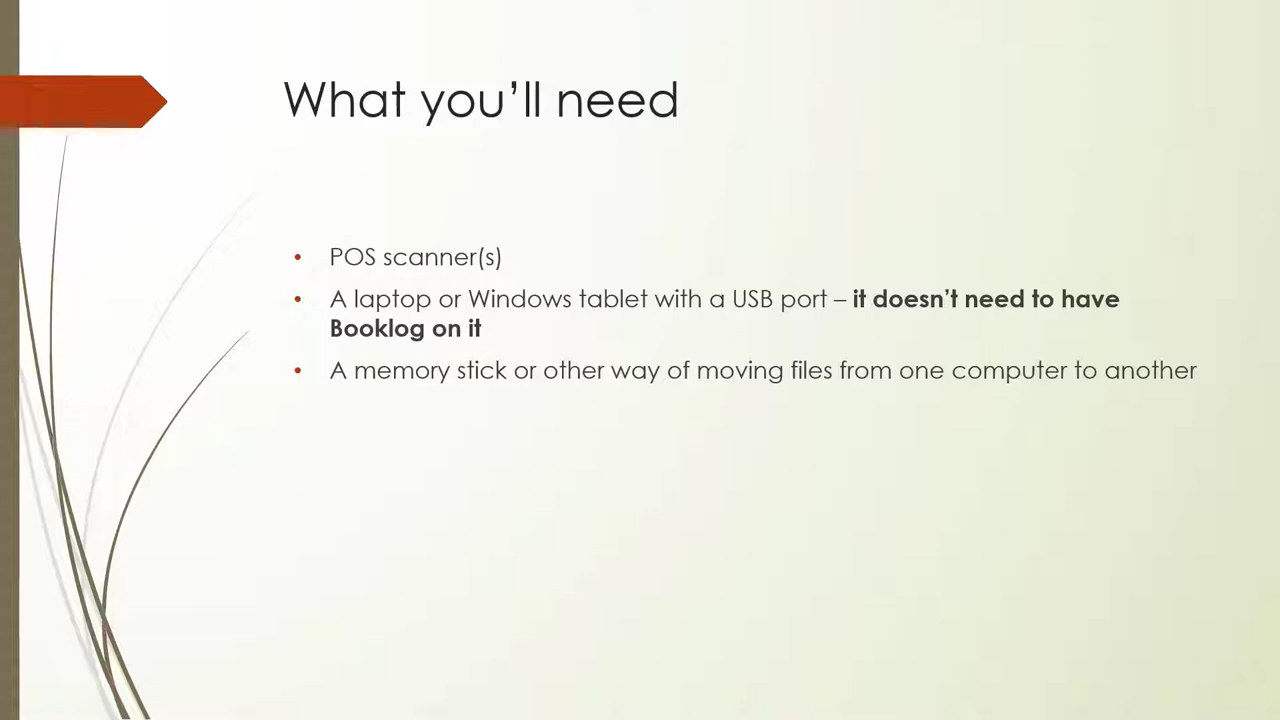 What you’ll need
• POS scanner(s)
• A laptop or Windows tablet with a USB port – it doesn’t need to have
Booklog on it
• A memory stick or other way of moving files from one computer to another